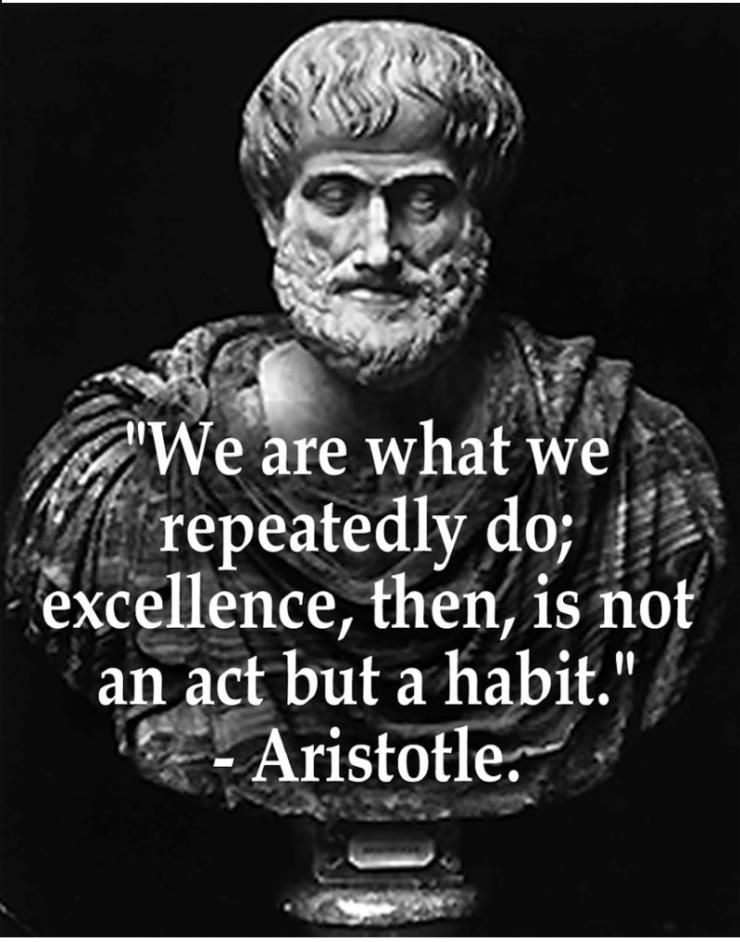 "We are what we
repeatedly do;
excellence, then, is not
an act but a habit."
- Aristotle.